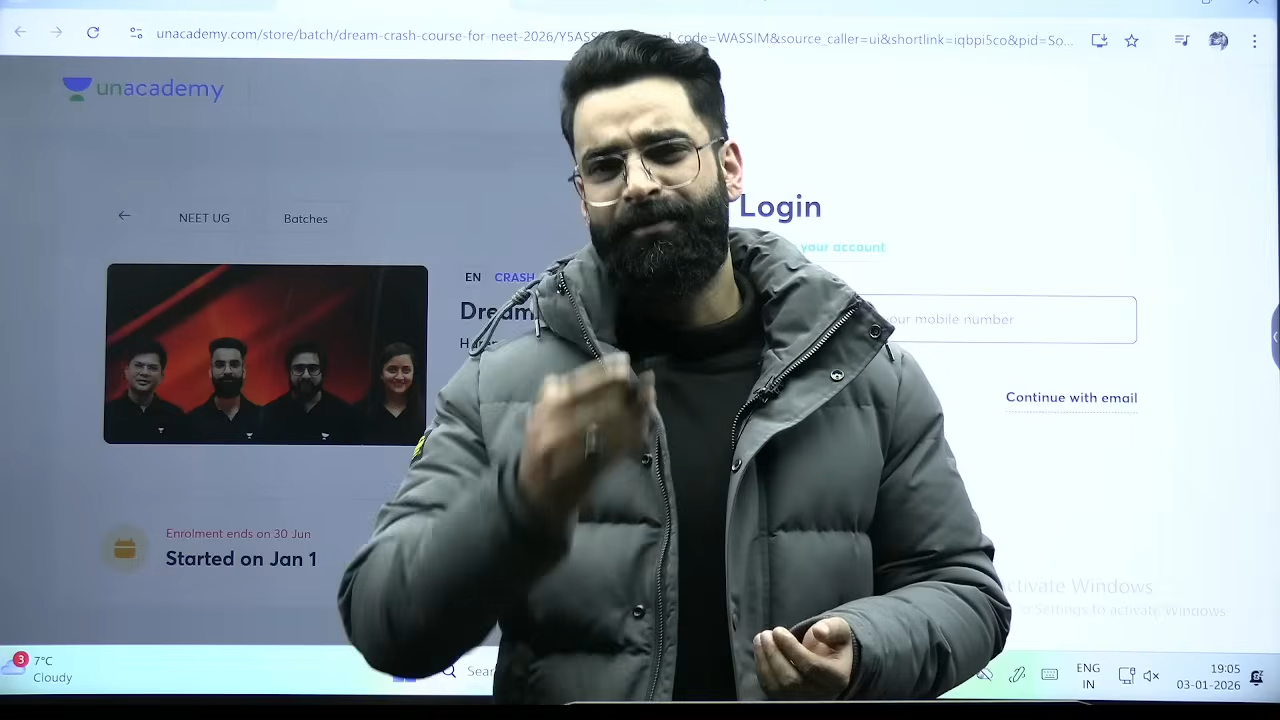 unacademy.com/store/batch/dream-crash-course-for-neet-2026/Y5ASS
code=WASSIM&source_caller=ui&shortlink=iqbpi5co&pid=So...
unacademy
Login
your account
NEET UG
Batches
EN CRASH
Dream
your mobile number
Continue with email
Enrolment ends on 30 Jun
Started on Jan 1
Activate Windows
to Settings to activate Windows.
3
7°C
Cloudy
Sear
ENG
IN
19:05
03-01-2026